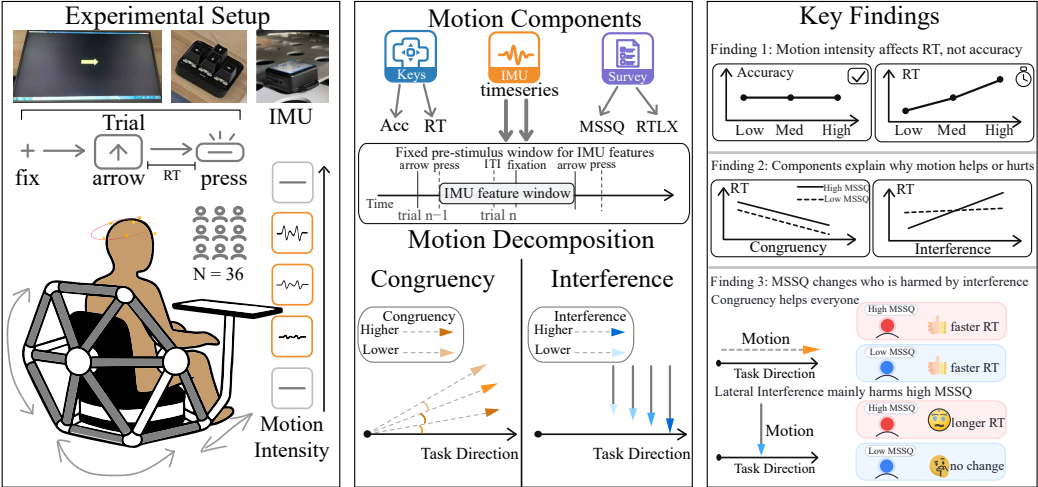 Experimental Setup
IMU
Trial
fix
arrow
RT
press
N = 36
Motion
Intensity
Motion Components
Keys
IMU
Survey
timeseries
Acc
RT
MSSQ
RTLX
Fixed pre-stimulus window for IMU features
arrow press
ITI fixation
arrow press
IMU feature window
Time
trial n−1
trial n
Motion Decomposition
Congruency
Congruency
Higher
Lower
Task Direction
Interference
Interference
Higher
Lower
Task Direction
Key Findings
Finding 1: Motion intensity affects RT, not accuracy
Accuracy
Low Med High
RT
Low Med High
Finding 2: Components explain why motion helps or hurts
RT
High MSSQ
Low MSSQ
Congruency
RT
Interference
Finding 3: MSSQ changes who is harmed by interference
Congruency helps everyone
Motion
Task Direction
High MSSQ
faster RT
Low MSSQ
faster RT
Lateral Interference mainly harms high MSSQ
Motion
Task Direction
High MSSQ
longer RT
Low MSSQ
no change